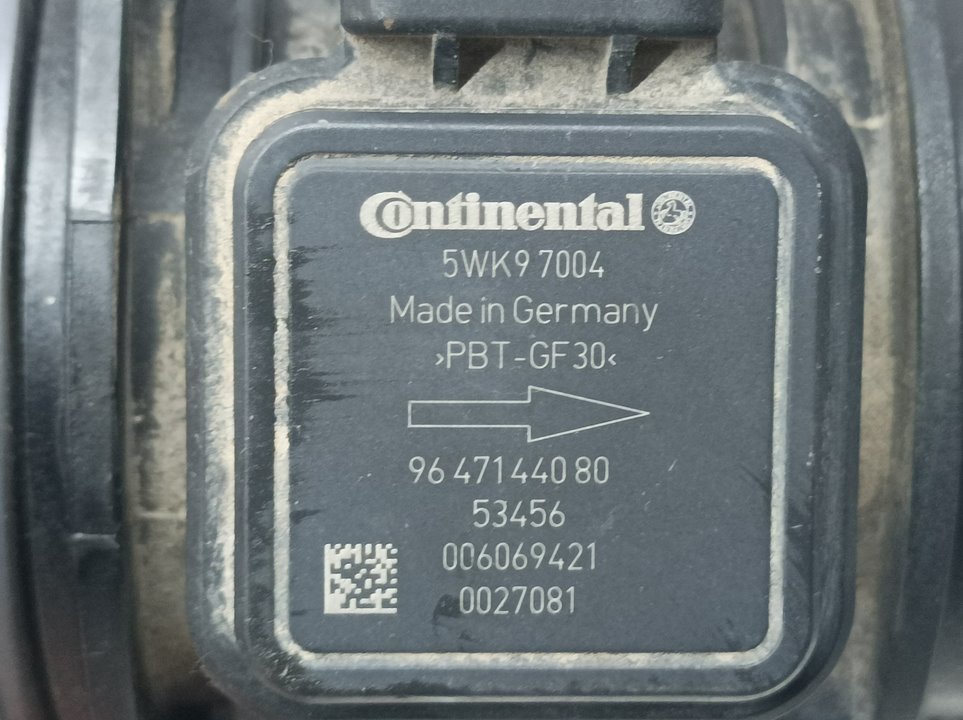 Continental
5WK9 7004
Made in Germany
›PBT-GF30‹
96 471 440 80
53456
006069421
0027081